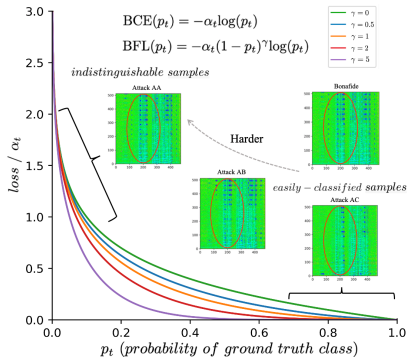 BCE(pₜ) = −αₜlog(pₜ)
BFL(pₜ) = −αₜ(1 − pₜ)^γlog(pₜ)
γ = 0
γ = 0.5
γ = 1
γ = 2
γ = 5
indistinguishable samples
Attack AA
Bonafide
Harder
Attack AB
easily−classified samples
Attack AC
loss / αₜ
3.0
2.5
2.0
1.5
1.0
0.5
0.0
0.0 0.2 0.4 0.6 0.8 1.0
pₜ (probability of ground truth class)